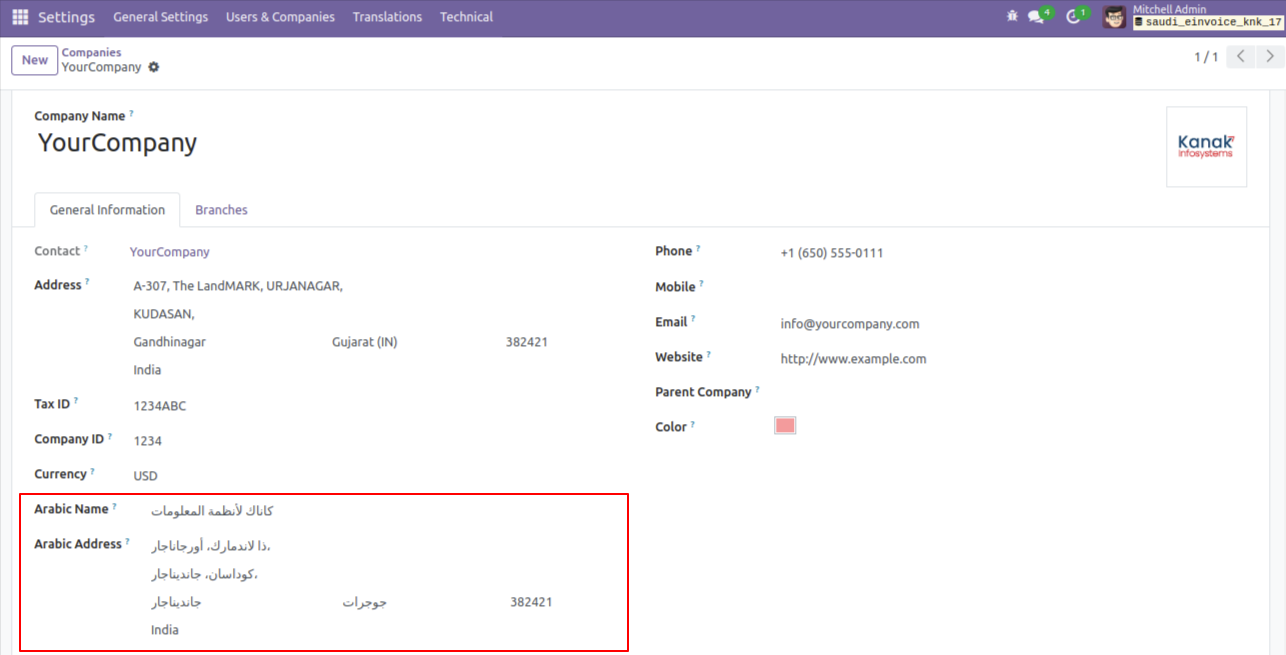 Settings General Settings Users & Companies Translations Technical 4 1 Mitchell Admin
saudi_einvoice_knk_17
New Companies
YourCompany 1 / 1
Company Name ?
YourCompany
Kanak
Infosystems
General Information Branches
Contact ? YourCompany
Address ? A-307, The LandMARK, URJANAGAR,
KUDASAN,
Gandhinagar Gujarat (IN) 382421
India
Tax ID ? 1234ABC
Company ID ? 1234
Currency ? USD
Arabic Name ? كاناك لأنظمة المعلومات
Arabic Address ? ذا لاندمارك، أورجاناجار،
كوداسان، جانديناجار،
جانديناجار جوجرات 382421
India
Phone ? +1 (650) 555-0111
Mobile ?
Email ? info@yourcompany.com
Website ? http://www.example.com
Parent Company ?
Color ?